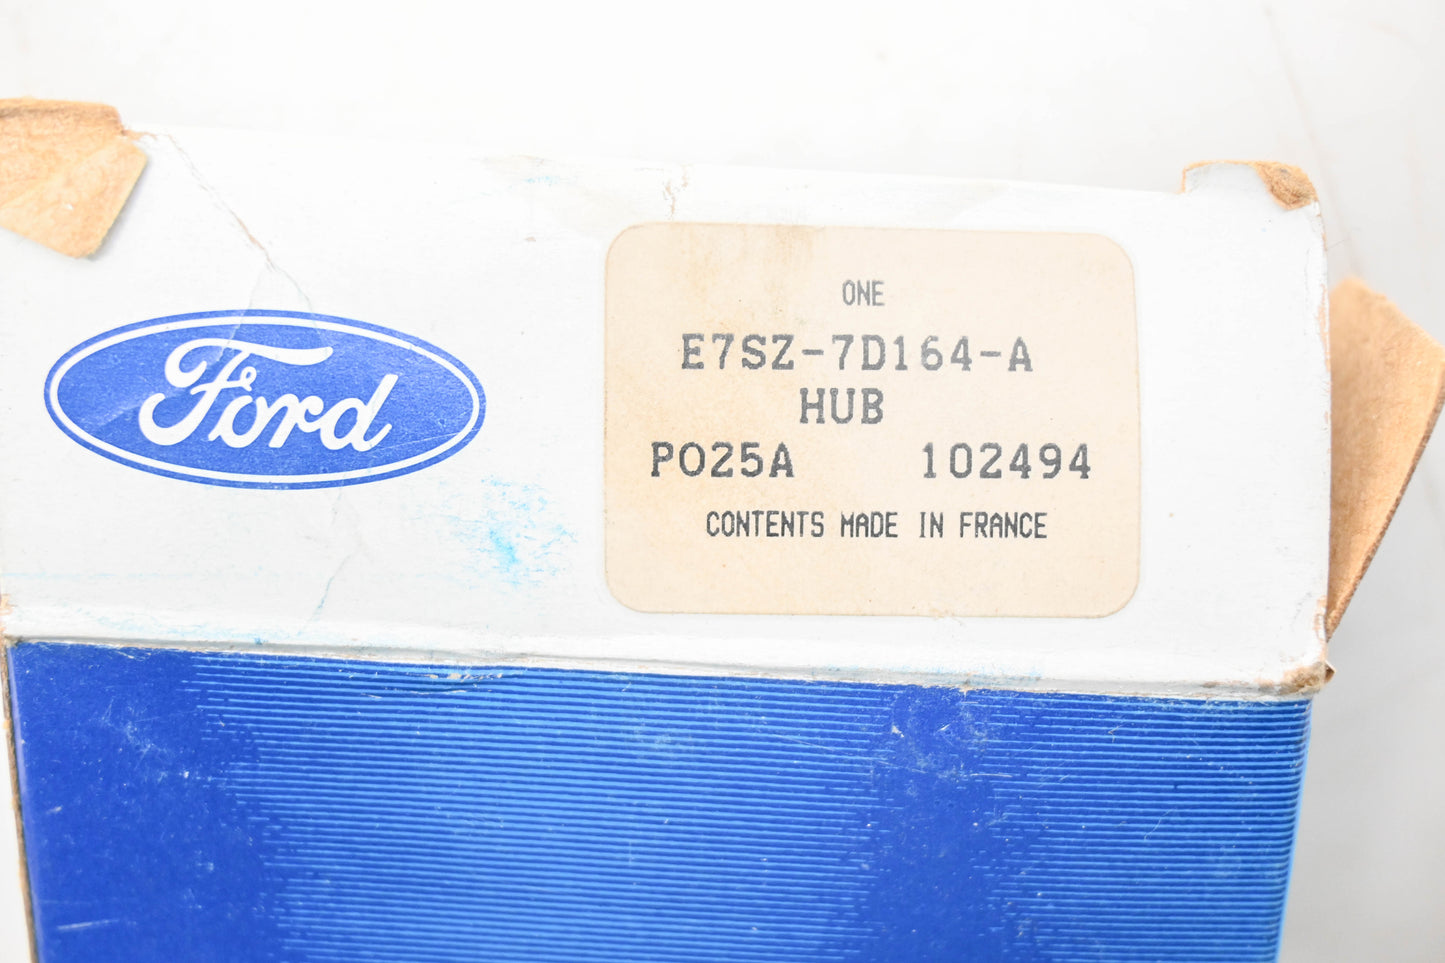 Ford
ONE
E7SZ-7D164-A
HUB
PO25A 102494
CONTENTS MADE IN FRANCE